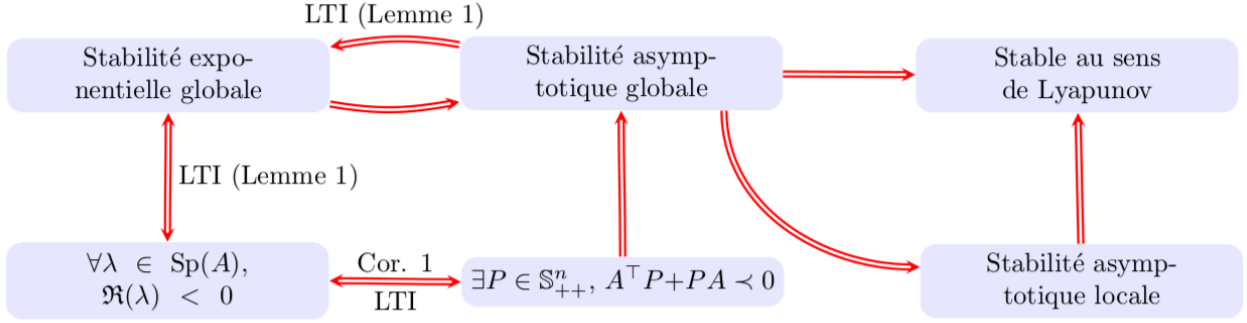 LTI (Lemme 1)
Stabilité expo-
nentielle globale
Stabilité asymp-
totique globale
Stable au sens
de Lyapunov
LTI (Lemme 1)
∀λ ∈ Sp(A),
ℜ(λ) < 0
Cor. 1
LTI
∃P ∈ 𝕊ⁿ₊₊, A⊤P+PA ≺ 0
Stabilité asymp-
totique locale